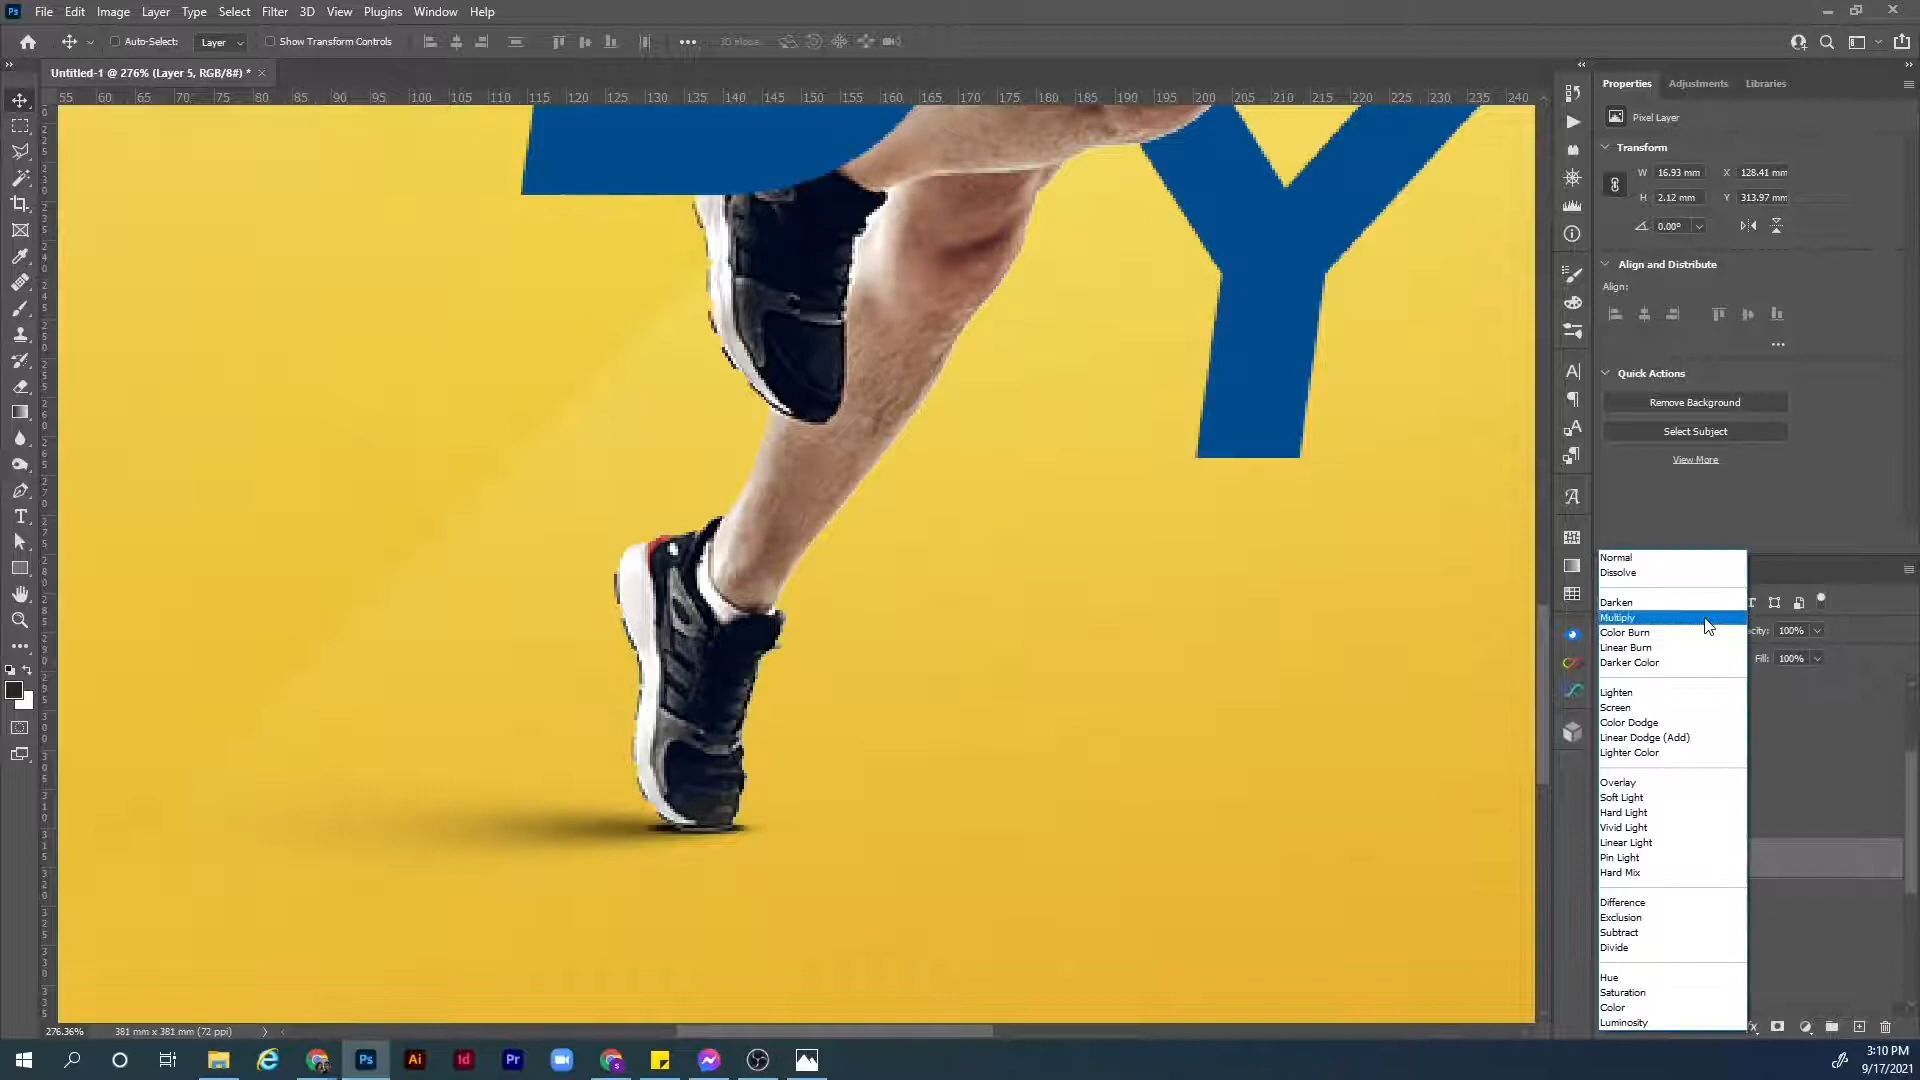 Ps File Edit Image Layer Type Select Filter 3D View Plugins Window Help
Auto-Select: Layer Show Transform Controls
Untitled-1 @ 276% (Layer 5, RGB/8#) *
55 60 65 70 75 80 85 90 95 100 105 110 115 120 125 130 135 140 145 150 155 160 165 170 175 180 185 190 195 200 205 210 215 220 225 230 235 240
Properties Adjustments Libraries
Pixel Layer
Transform
W 16.93 mm X 128.41 mm
H 2.12 mm Y 313.97 mm
0.00°
Align and Distribute
Align:
Quick Actions
Remove Background
Select Subject
View More
Y
Normal
Dissolve
Darken
Multiply
Color Burn
Linear Burn
Darker Color
Lighten
Screen
Color Dodge
Linear Dodge (Add)
Lighter Color
Overlay
Soft Light
Hard Light
Vivid Light
Linear Light
Pin Light
Hard Mix
Difference
Exclusion
Subtract
Divide
Hue
Saturation
Color
Luminosity
100%
Fill: 100%
276.36% 381 mm x 381 mm (72 ppi)
Ps Ai Id Pr
3:10 PM
9/17/2021